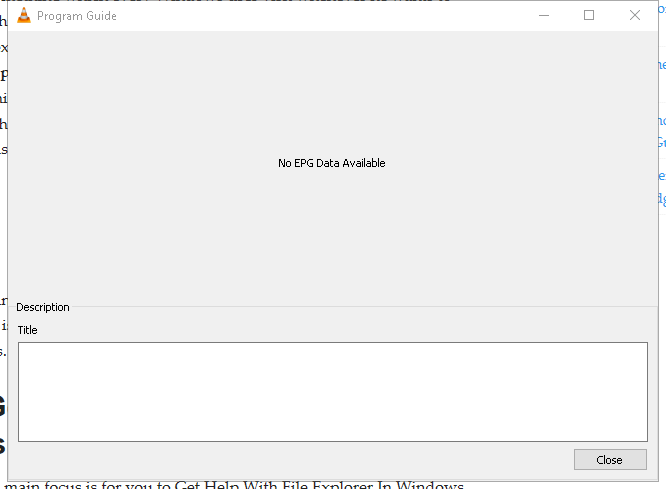 Program Guide
No EPG Data Available
Description
Title
Close
main focus is for you to Get Help With File Explorer In Windows